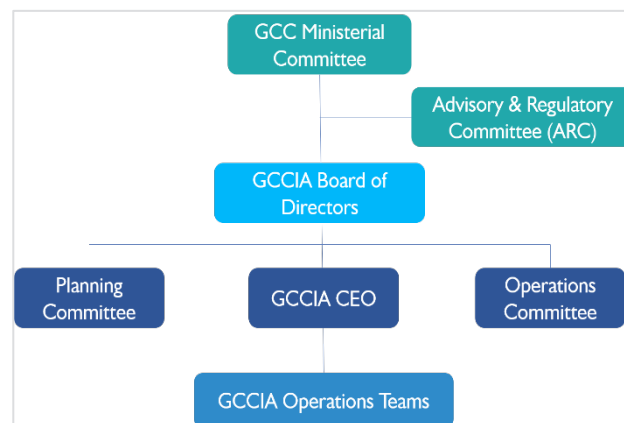 GCC Ministerial
Committee
Advisory & Regulatory
Committee (ARC)
GCCIA Board of
Directors
Planning
Committee
GCCIA CEO
Operations
Committee
GCCIA Operations Teams